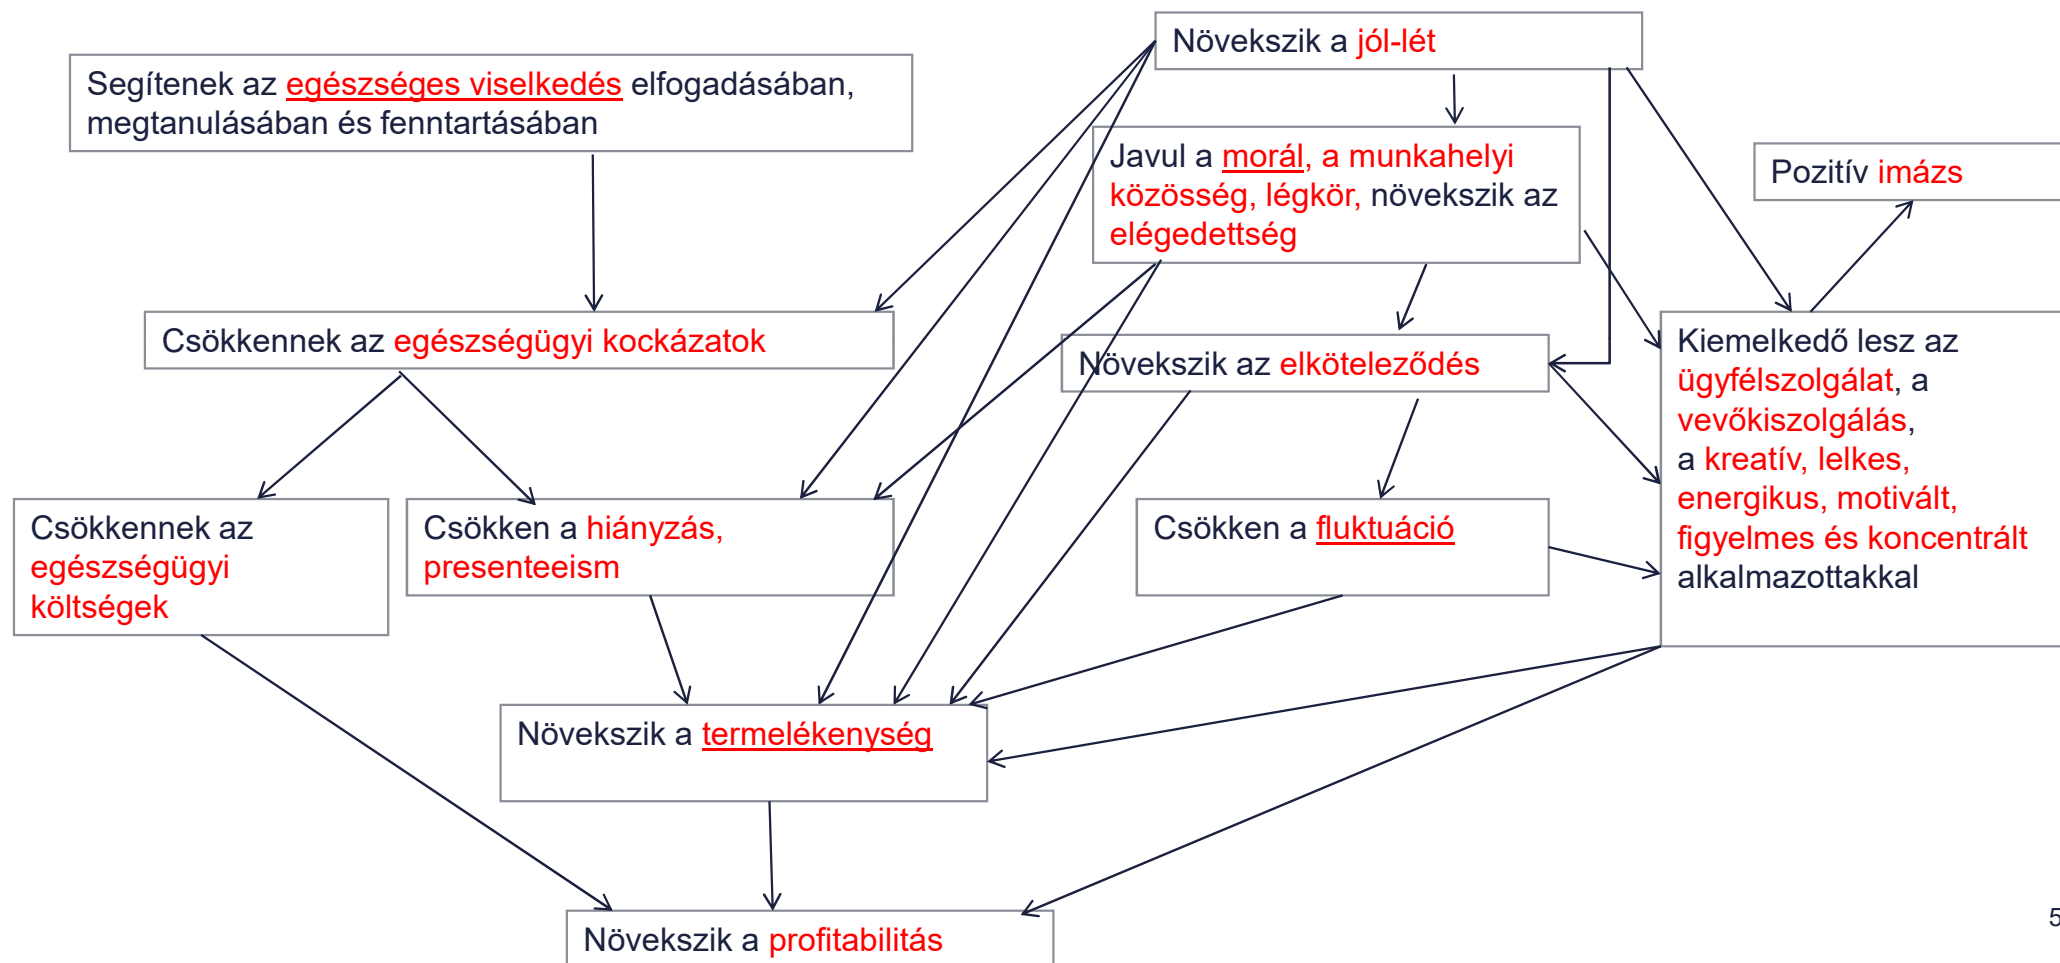 Növekszik a jól-lét
Segítenek az egészséges viselkedés elfogadásában,
megtanulásában és fenntartásában
Javul a morál, a munkahelyi
közösség, légkör, növekszik az
elégedettség
Pozitív imázs
Csökkennek az egészségügyi kockázatok
Növekszik az elköteleződés
Kiemelkedő lesz az
ügyfélszolgálat, a
vevőkiszolgálás,
a kreatív, lelkes,
energikus, motivált,
figyelmes és koncentrált
alkalmazottakkal
Csökkennek az
egészségügyi
költségek
Csökken a hiányzás,
presenteeism
Csökken a fluktuáció
Növekszik a termelékenység
Növekszik a profitabilitás
5